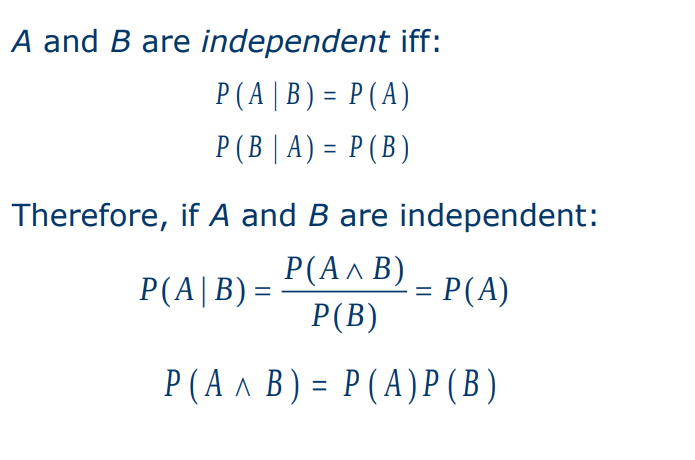 A and B are independent iff:
P(A | B) = P(A)
P(B | A) = P(B)
Therefore, if A and B are independent:
P(A | B) = P(A ∧ B) / P(B) = P(A)
P(A ∧ B) = P(A)P(B)